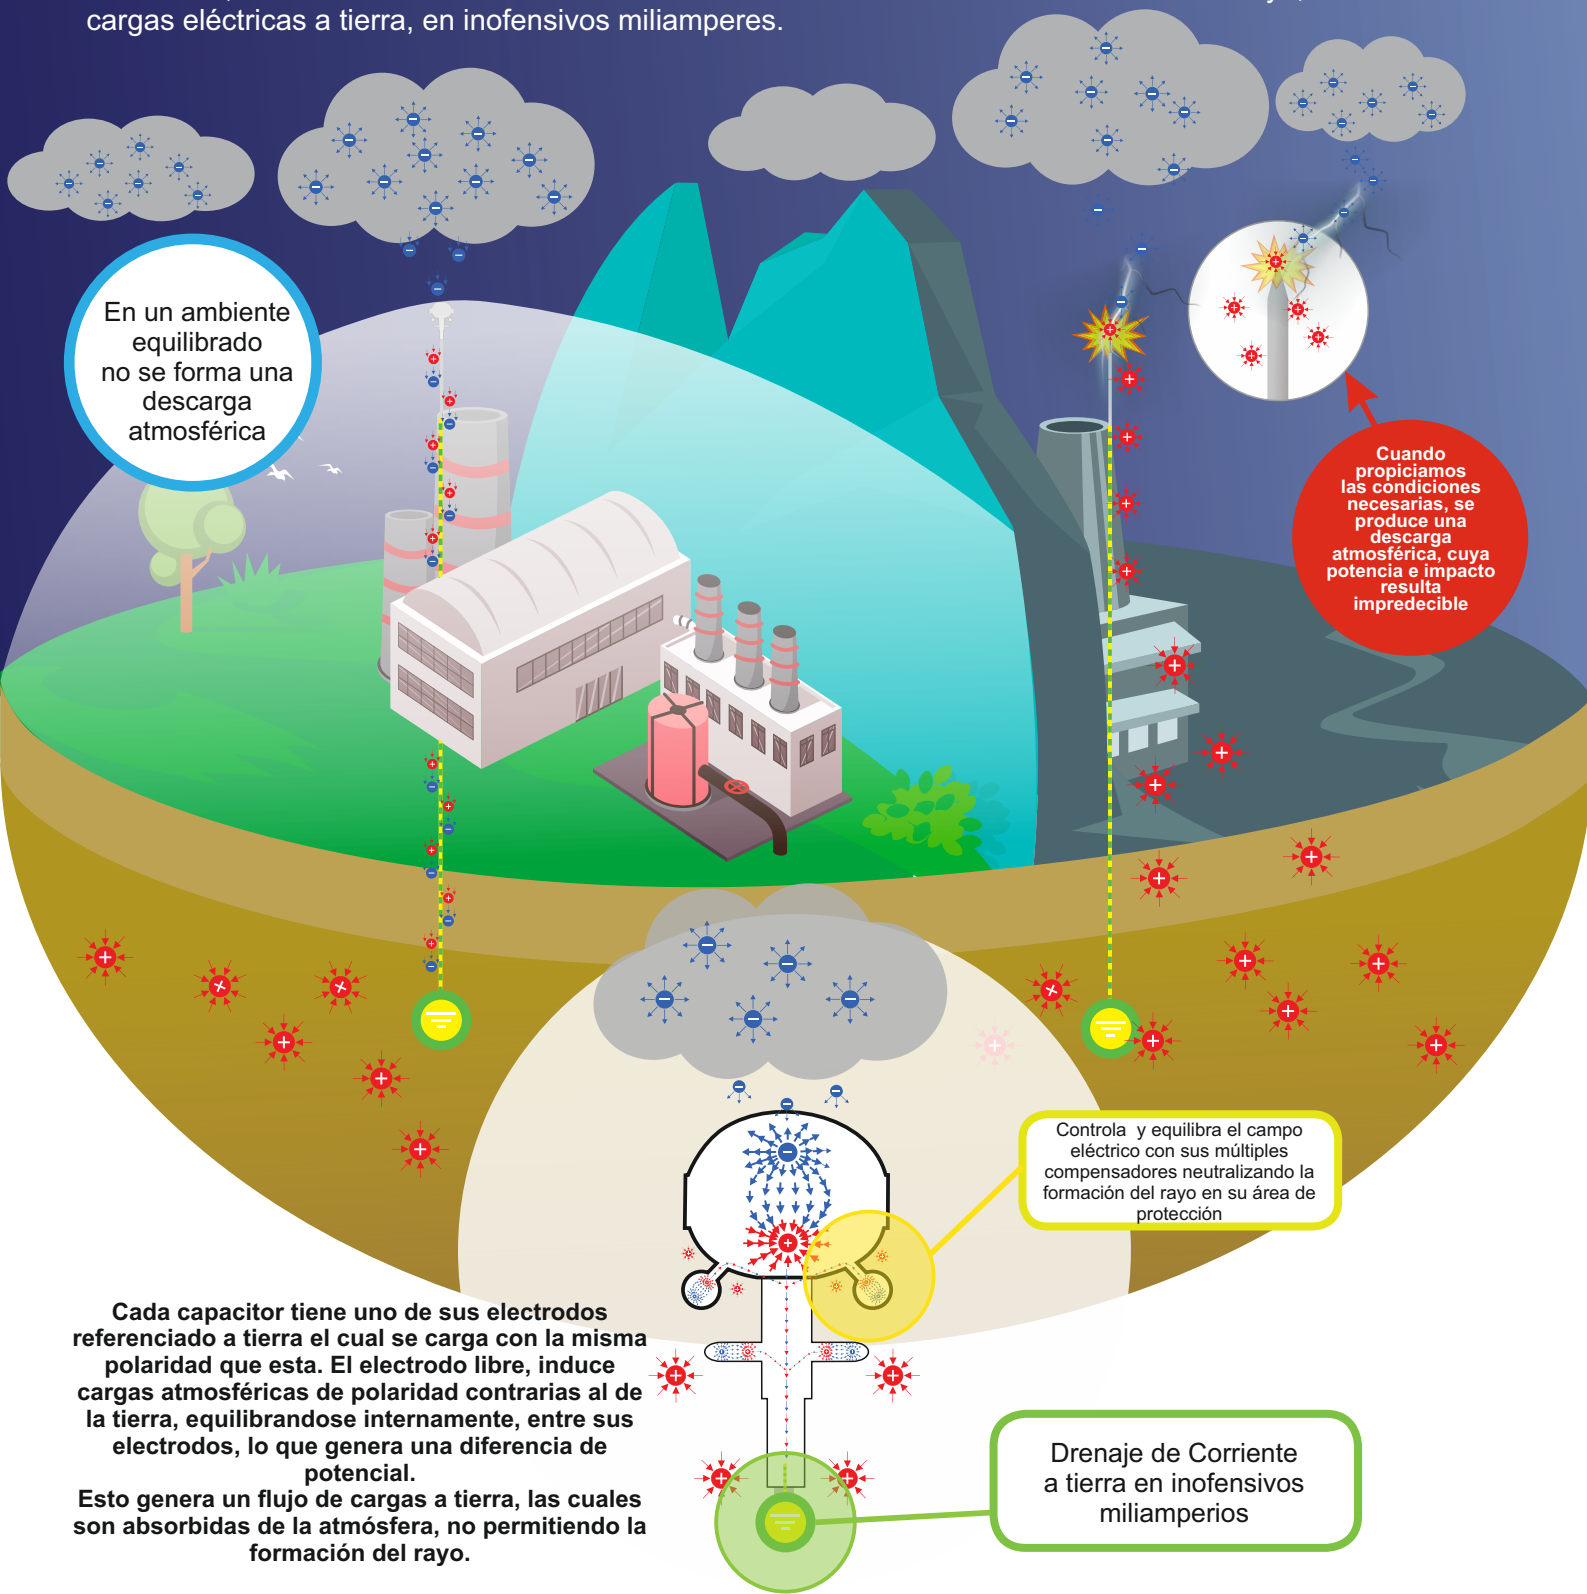 cargas eléctricas a tierra, en inofensivos miliamperes.
En un ambiente
equilibrado
no se forma una
descarga
atmosférica
Cuando
propiciamos
las condiciones
necesarias, se
produce una
descarga
atmosférica, cuya
potencia e impacto
resulta
impredecible
Controla y equilibra el campo
eléctrico con sus múltiples
compensadores neutralizando la
formación del rayo en su área de
protección
Cada capacitor tiene uno de sus electrodos
referenciado a tierra el cual se carga con la misma
polaridad que esta. El electrodo libre, induce
cargas atmosféricas de polaridad contrarias al de
la tierra, equilibrandose internamente, entre sus
electrodos, lo que genera una diferencia de
potencial.
Esto genera un flujo de cargas a tierra, las cuales
son absorbidas de la atmósfera, no permitiendo la
formación del rayo.
Drenaje de Corriente
a tierra en inofensivos
miliamperios